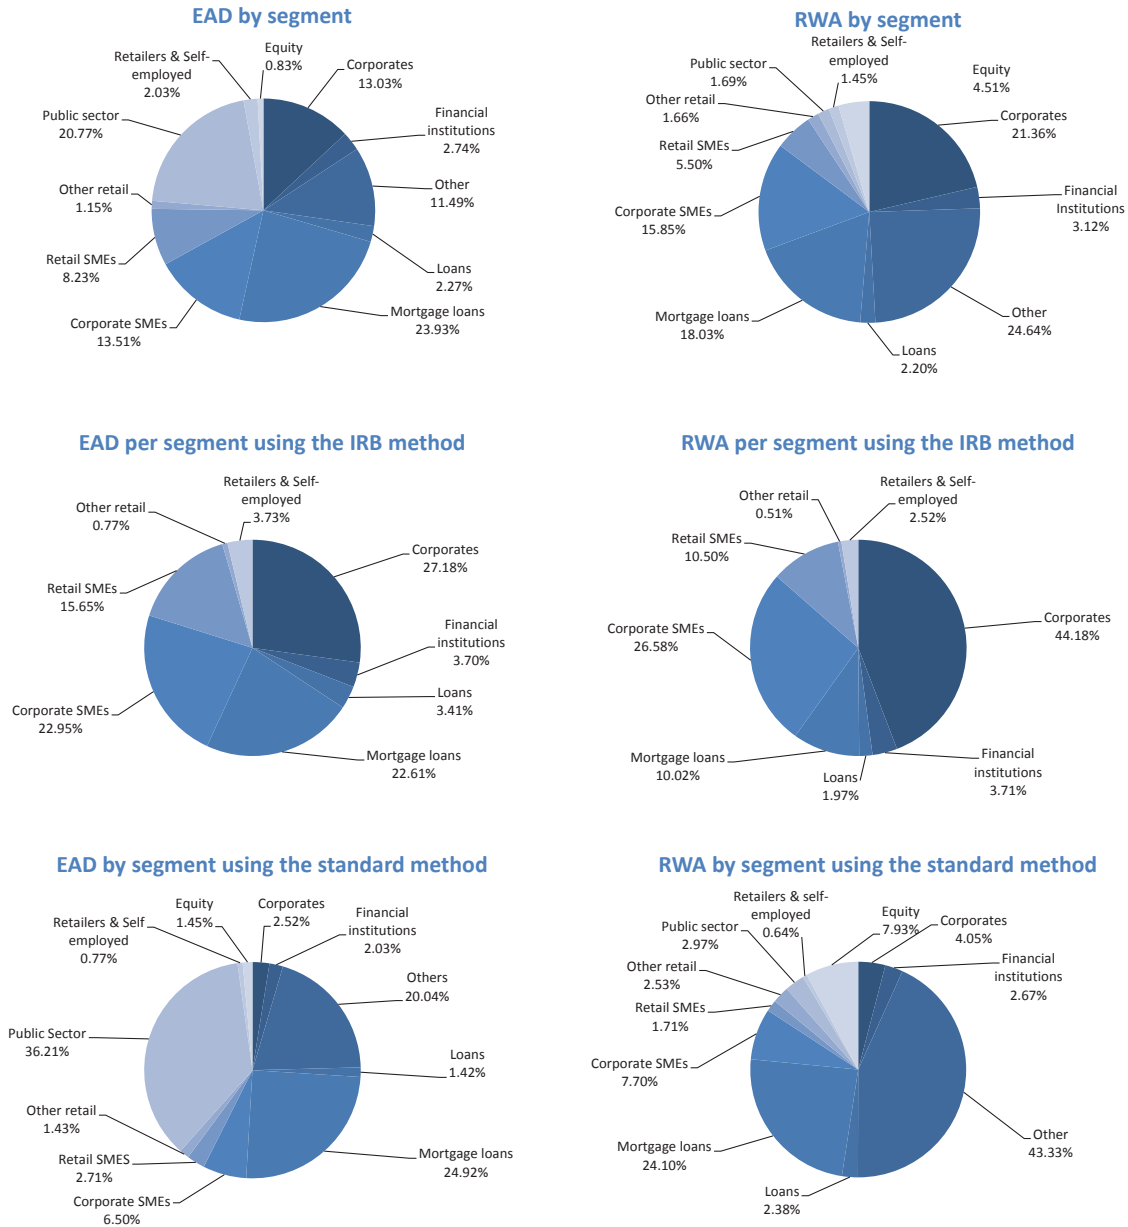 EAD by segment
Equity
0.83%
Retailers & Self-
employed
2.03%
Corporates
13.03%
Public sector
20.77%
Financial
institutions
2.74%
Other retail
1.15%
Other
11.49%
Retail SMEs
8.23%
Loans
2.27%
Corporate SMEs
13.51%
Mortgage loans
23.93%
RWA by segment
Retailers & Self-
employed
1.45%
Public sector
1.69%
Equity
4.51%
Other retail
1.66%
Corporates
21.36%
Retail SMEs
5.50%
Financial
Institutions
3.12%
Corporate SMEs
15.85%
Mortgage loans
18.03%
Other
24.64%
Loans
2.20%
EAD per segment using the IRB method
Retailers & Self-
employed
3.73%
Other retail
0.77%
Corporates
27.18%
Retail SMEs
15.65%
Financial
institutions
3.70%
Loans
3.41%
Corporate SMEs
22.95%
Mortgage loans
22.61%
RWA per segment using the IRB method
Retailers & Self-
employed
2.52%
Other retail
0.51%
Retail SMEs
10.50%
Corporates
44.18%
Corporate SMEs
26.58%
Mortgage loans
10.02%
Financial
institutions
3.71%
Loans
1.97%
EAD by segment using the standard method
Equity
1.45%
Corporates
2.52%
Retailers & Self
employed
0.77%
Financial
institutions
2.03%
Others
20.04%
Public Sector
36.21%
Loans
1.42%
Other retail
1.43%
Retail SMES
2.71%
Mortgage loans
24.92%
Corporate SMEs
6.50%
RWA by segment using the standard method
Retailers & self-
employed
0.64%
Equity
7.93%
Corporates
4.05%
Public sector
2.97%
Financial
institutions
2.67%
Other retail
2.53%
Retail SMEs
1.71%
Corporate SMEs
7.70%
Other
43.33%
Mortgage loans
24.10%
Loans
2.38%